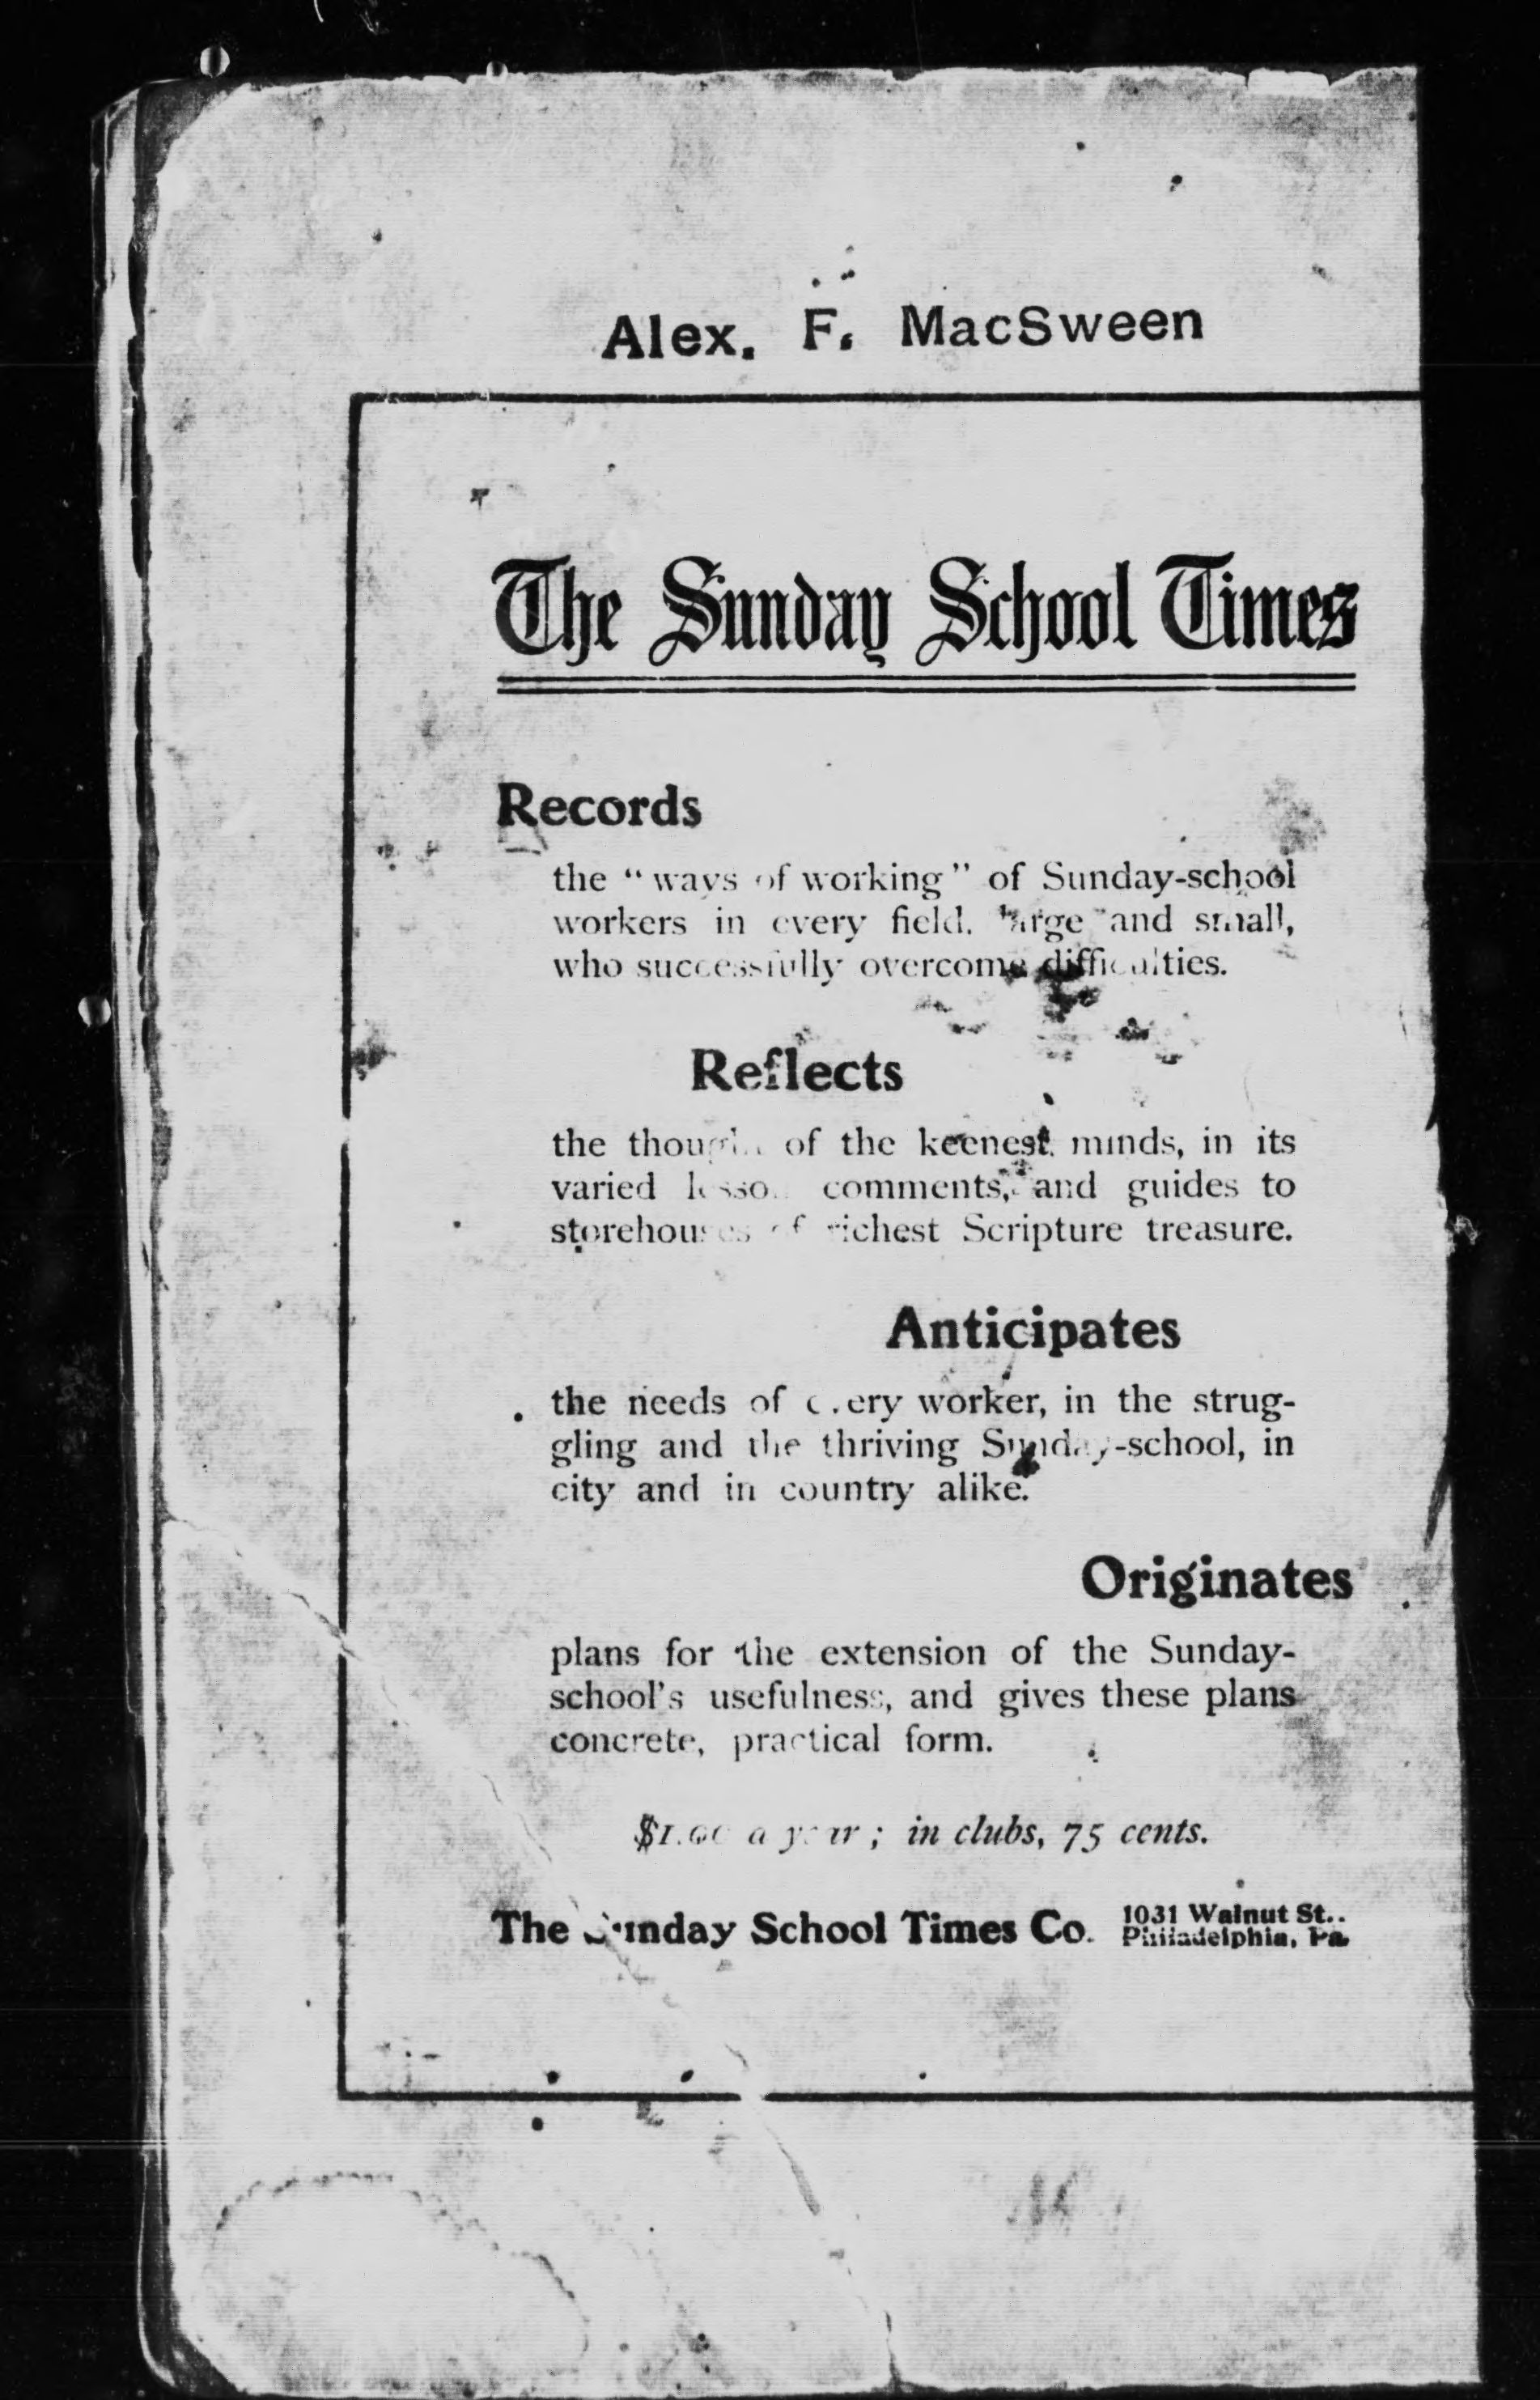 Alex. F. MacSween
The Sunday School Times
Records
the “ways of working” of Sunday-school
workers in every field, large and small,
who successfully overcome difficulties.
Reflects
the thought of the keenest minds, in its
varied lesson comments, and guides to
storehouses of richest Scripture treasure.
Anticipates
the needs of every worker, in the strug-
gling and the thriving Sunday-school, in
city and in country alike.
Originates
plans for the extension of the Sunday-
school's usefulness, and gives these plans
concrete, practical form.
a year; in clubs, 75 cents.
The Sunday School Times Co. 1031 Walnut St.,
Philadelphia, Pa.